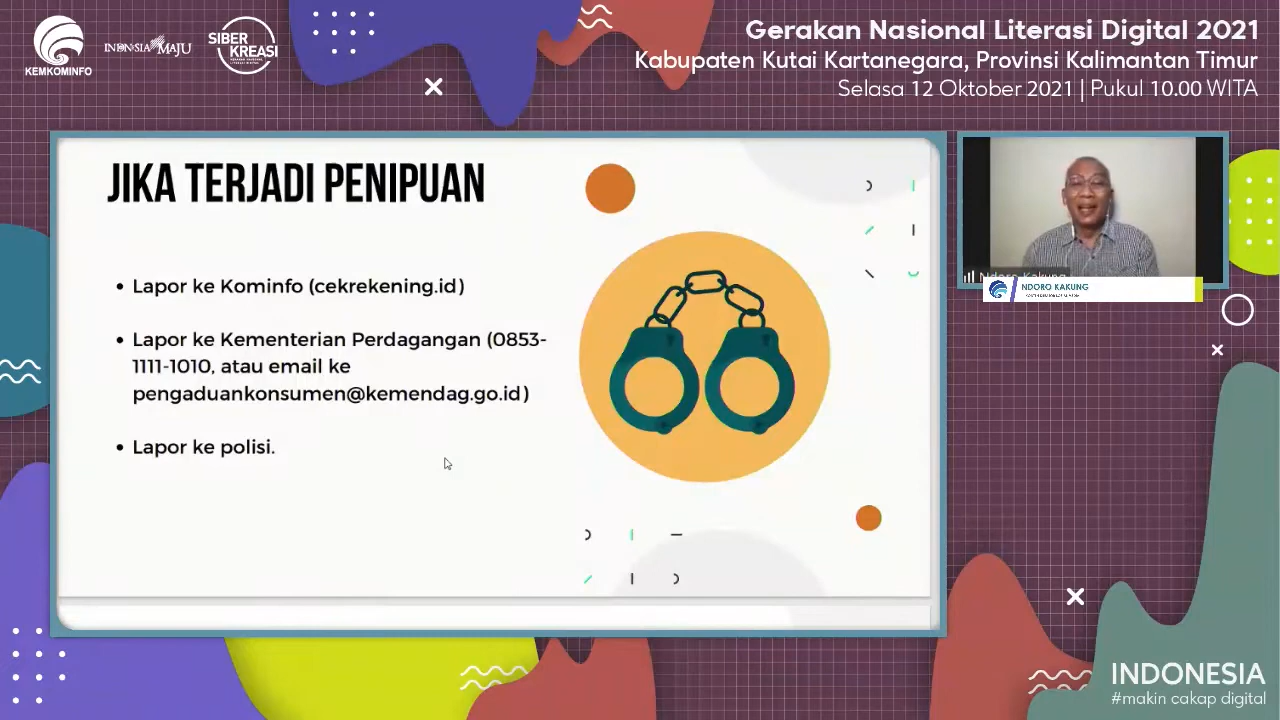 KEMKOMINFO
INDONESIA MAJU
SIBER
KREASI
Gerakan Nasional Literasi Digital 2021
Kabupaten Kutai Kartanegara, Provinsi Kalimantan Timur
Selasa 12 Oktober 2021 | Pukul 10.00 WITA
JIKA TERJADI PENIPUAN
• Lapor ke Kominfo (cekrekening.id)
• Lapor ke Kementerian Perdagangan (0853-
1111-1010, atau email ke
pengaduankonsumen@kemendag.go.id)
• Lapor ke polisi.
Ndoro Kakung
NDORO KAKUNG
INDONESIA
#makin cakap digital